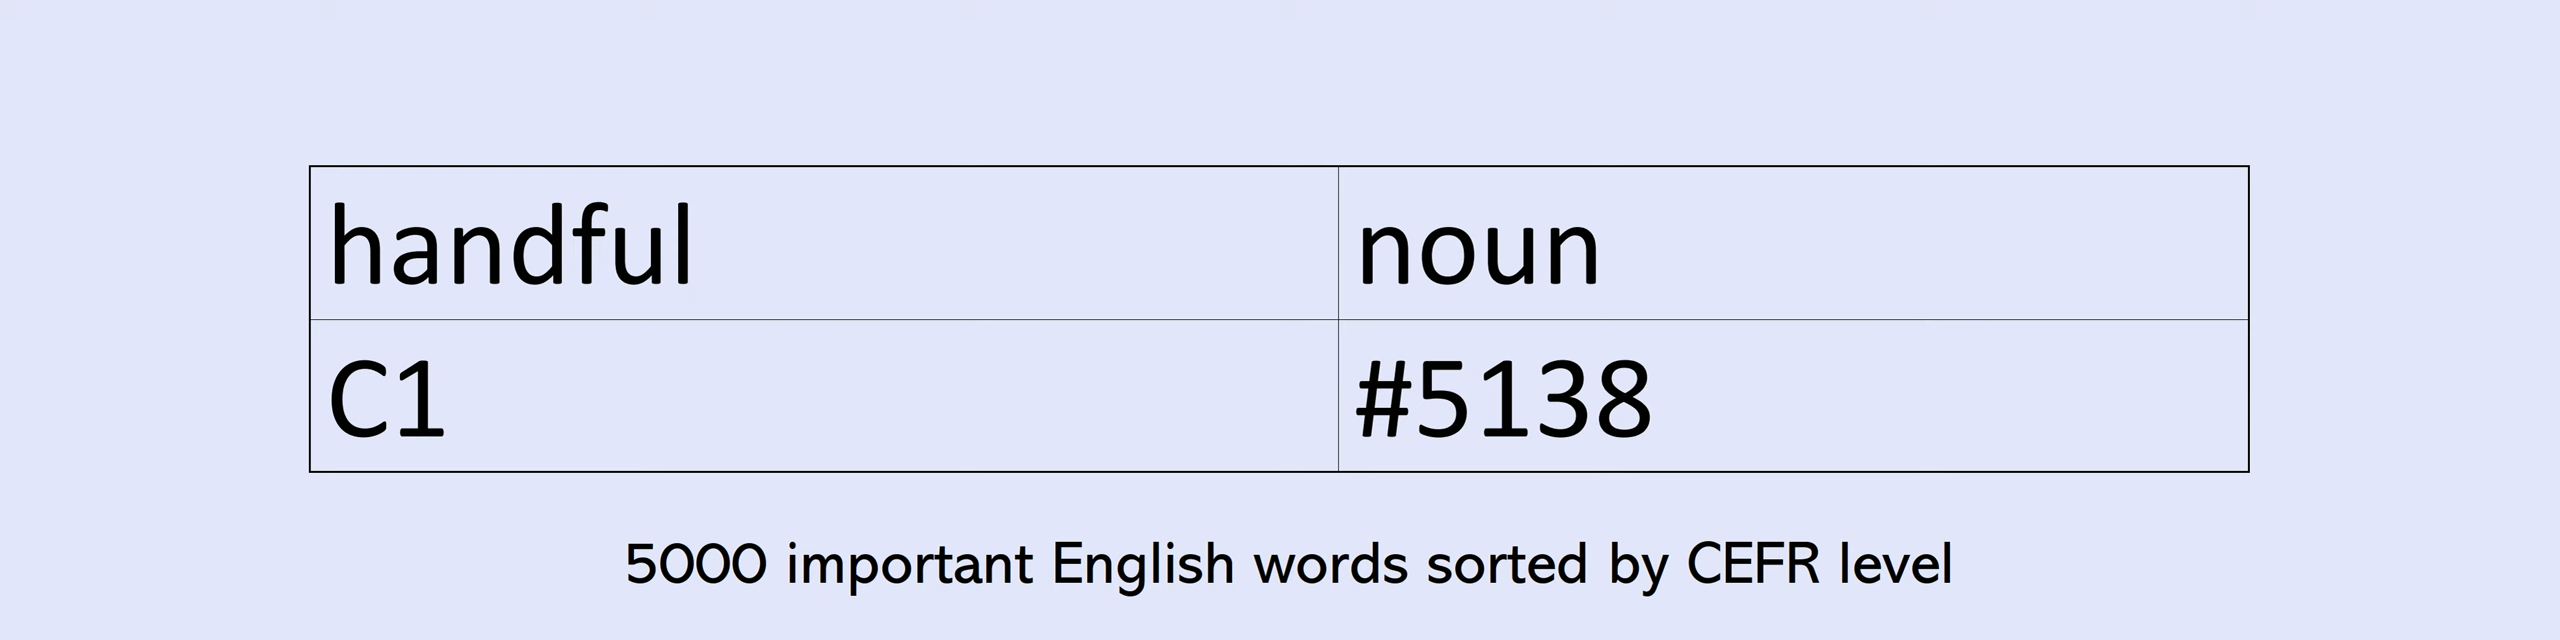 handful noun
C1 #5138
5000 important English words sorted by CEFR level